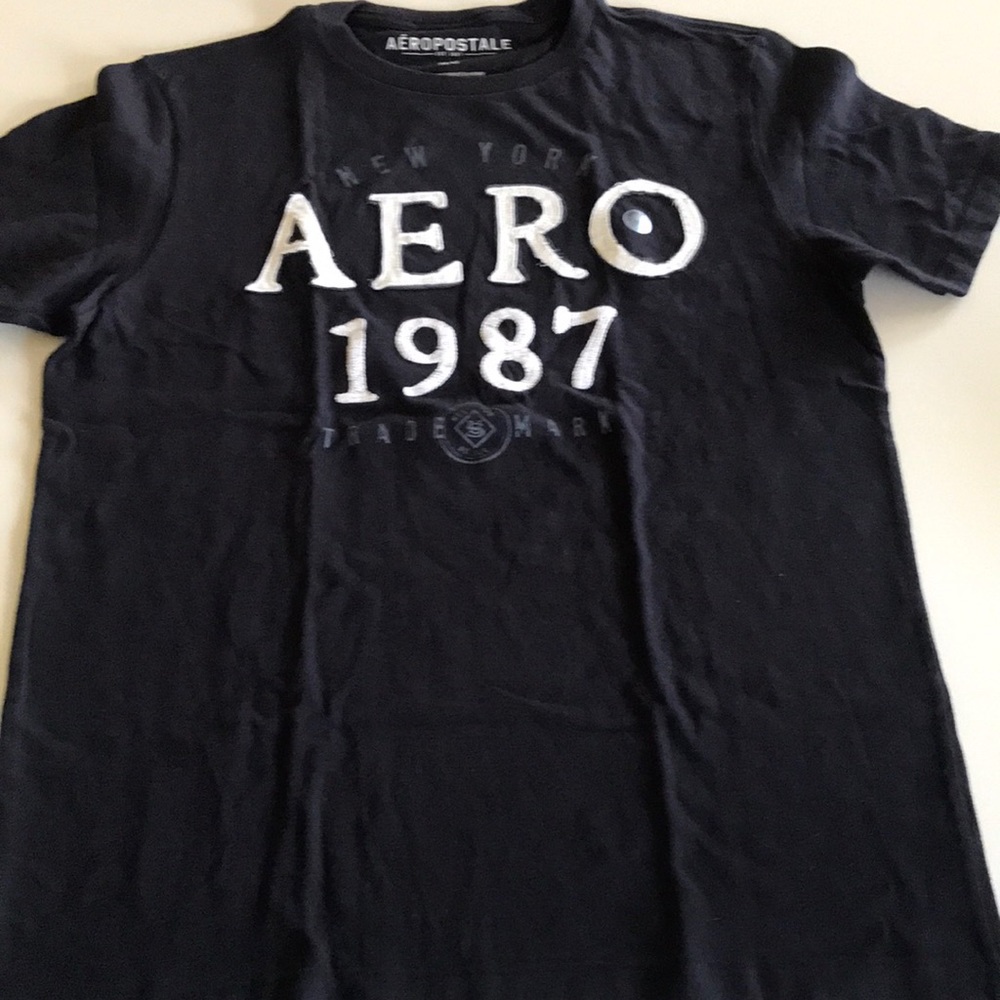 AÉROPOSTALE
NEW YORK
AERO
1987
TRADE MARK